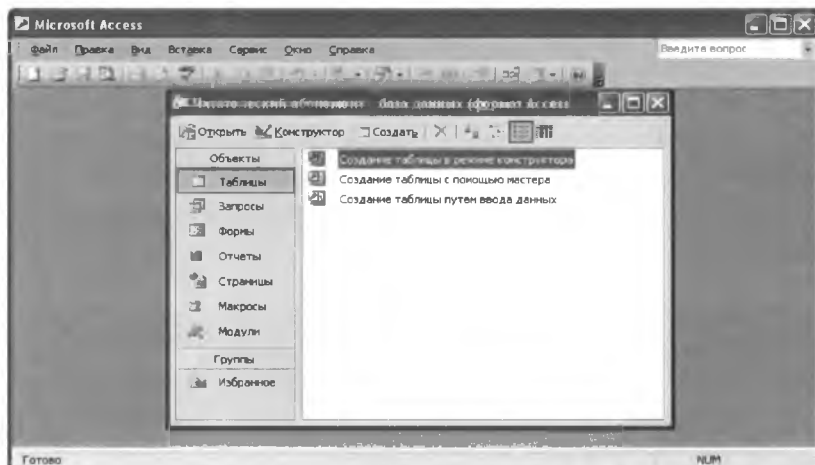 Microsoft Access
Файл Правка Вид Вставка Сервис Окно Справка
Введите вопрос
Читательский абонемент : база данных (формат Access
Открыть Конструктор Создать
Объекты
Таблицы
Запросы
Формы
Отчеты
Страницы
Макросы
Модули
Группы
Избранное
Создание таблицы в режиме конструктора
Создание таблицы с помощью мастера
Создание таблицы путем ввода данных
Готово
NUM